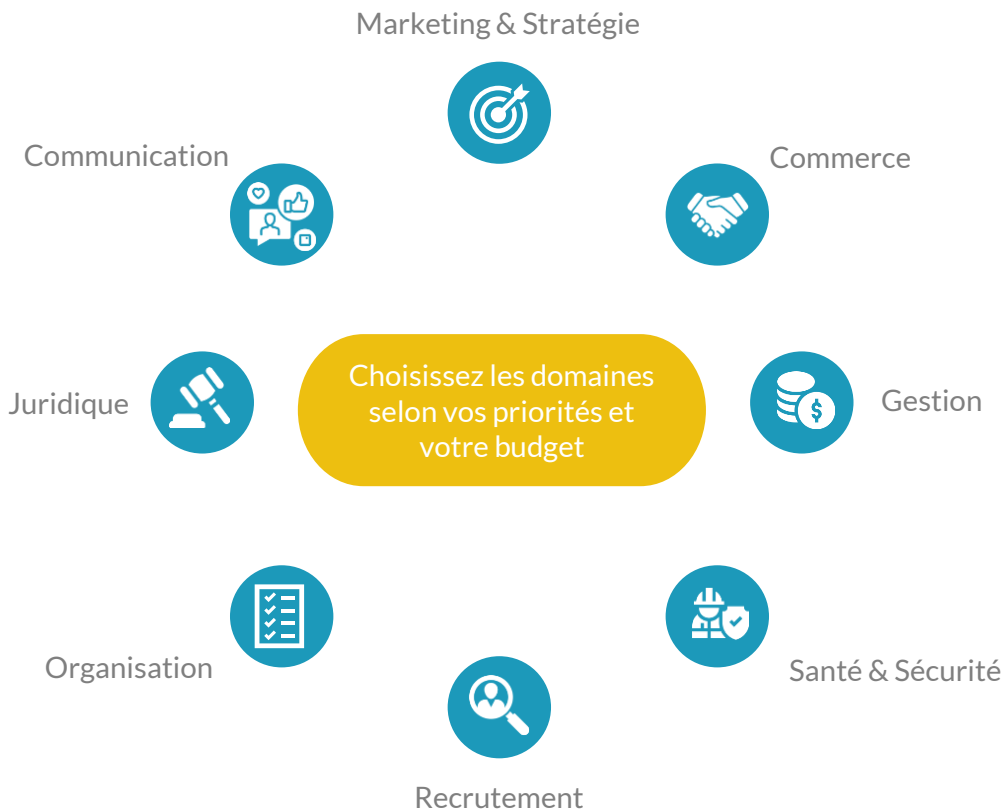 Marketing & Stratégie
Communication
Commerce
Juridique
Choisissez les domaines
selon vos priorités et
votre budget
Gestion
$
Organisation
Santé & Sécurité
Recrutement